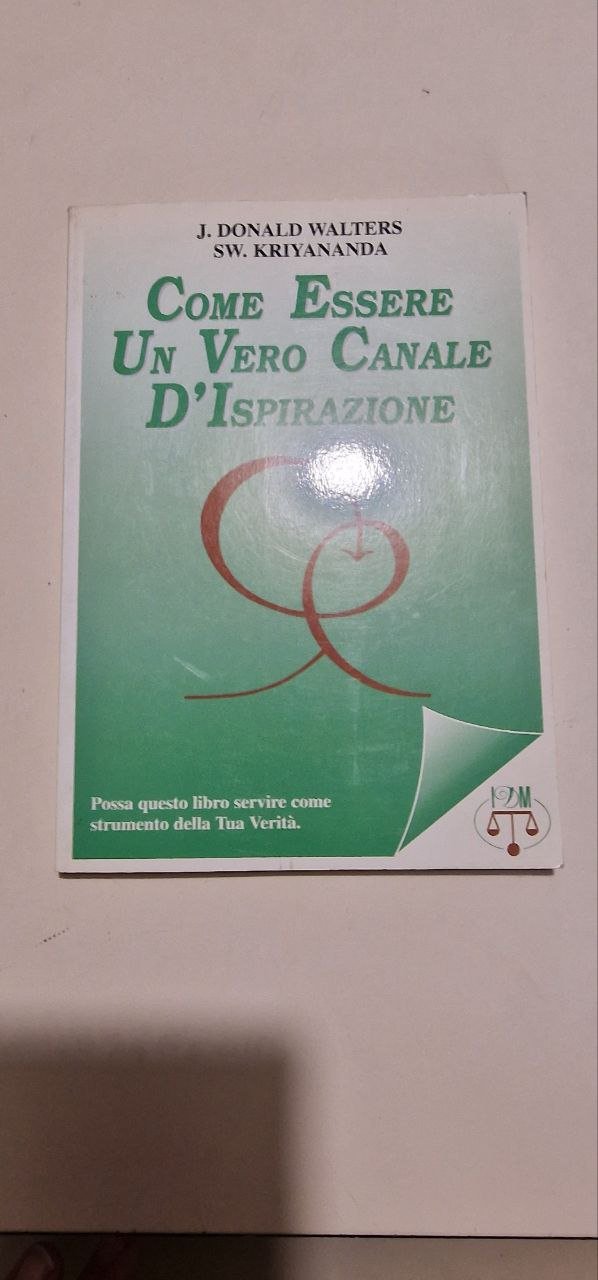 J. DONALD WALTERS
SW. KRIYANANDA
COME ESSERE
UN VERO CANALE
D'ISPIRAZIONE
Possa questo libro servire come
strumento della Tua Verità.
IDM